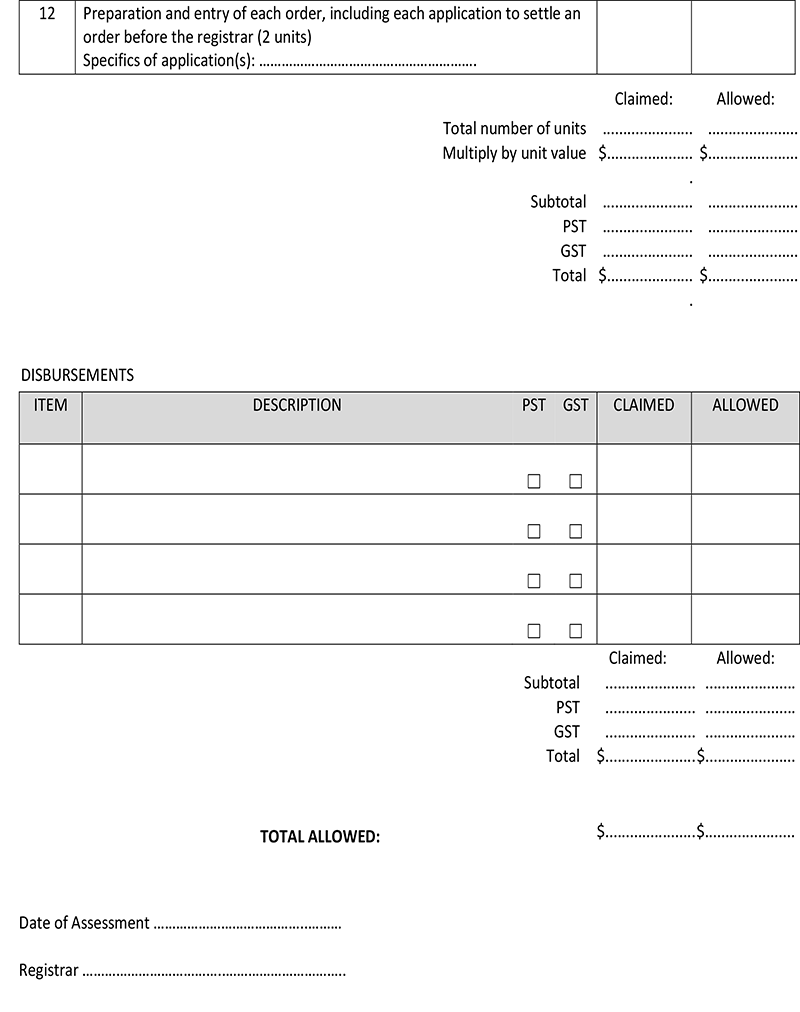 12 Preparation and entry of each order, including each application to settle an
order before the registrar (2 units)
Specifics of application(s): ………………………………………………….
Claimed: Allowed:
Total number of units ...................... ......................
Multiply by unit value $..................... $......................
.
Subtotal ...................... ......................
PST ...................... ......................
GST ...................... ......................
Total $..................... $......................
.
DISBURSEMENTS
ITEM DESCRIPTION PST GST CLAIMED ALLOWED
☐ ☐
☐ ☐
☐ ☐
☐ ☐
Claimed: Allowed:
Subtotal ...................... ......................
PST ...................... ......................
GST ...................... ......................
Total $...................... $......................
TOTAL ALLOWED: $...................... $......................
Date of Assessment ……………………………………………
Registrar ……………………………………………………………….